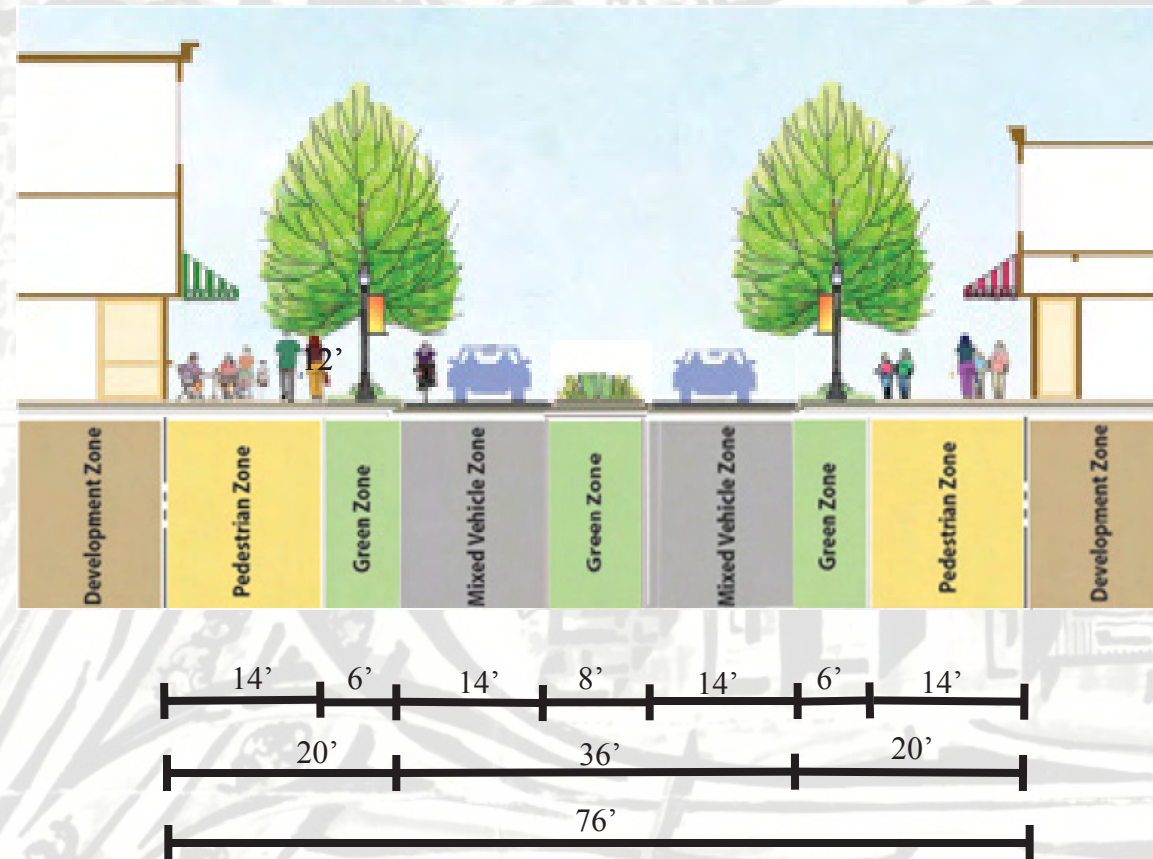 12’
Development Zone
Pedestrian Zone
Green Zone
Mixed Vehicle Zone
Green Zone
Mixed Vehicle Zone
Green Zone
Pedestrian Zone
Development Zone
14’ 6’ 14’ 8’ 14’ 6’ 14’
20’ 36’ 20’
76’